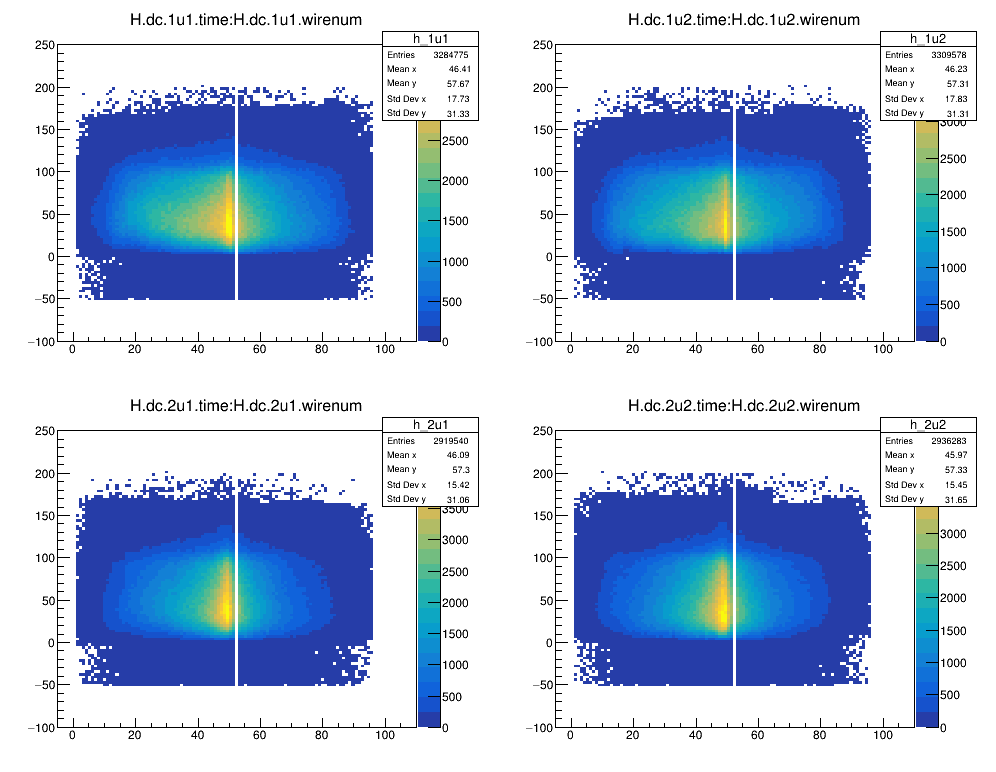 H.dc.1u1.time:H.dc.1u1.wirenum
h_1u1
Entries 3284775
Mean x 46.41
Mean y 57.67
Std Dev x 17.73
Std Dev y 31.33
250
200
150
100
50
0
−50
−100
0 20 40 60 80 100
2500
2000
1500
1000
500
0
H.dc.1u2.time:H.dc.1u2.wirenum
h_1u2
Entries 3309578
Mean x 46.23
Mean y 57.31
Std Dev x 17.83
Std Dev y 31.31
250
200
150
100
50
0
−50
−100
0 20 40 60 80 100
3000
2500
2000
1500
1000
500
0
H.dc.2u1.time:H.dc.2u1.wirenum
h_2u1
Entries 2919540
Mean x 46.09
Mean y 57.3
Std Dev x 15.42
Std Dev y 31.06
250
200
150
100
50
0
−50
−100
0 20 40 60 80 100
3500
3000
2500
2000
1500
1000
500
0
H.dc.2u2.time:H.dc.2u2.wirenum
h_2u2
Entries 2936283
Mean x 45.97
Mean y 57.33
Std Dev x 15.45
Std Dev y 31.65
250
200
150
100
50
0
−50
−100
0 20 40 60 80 100
3000
2500
2000
1500
1000
500
0